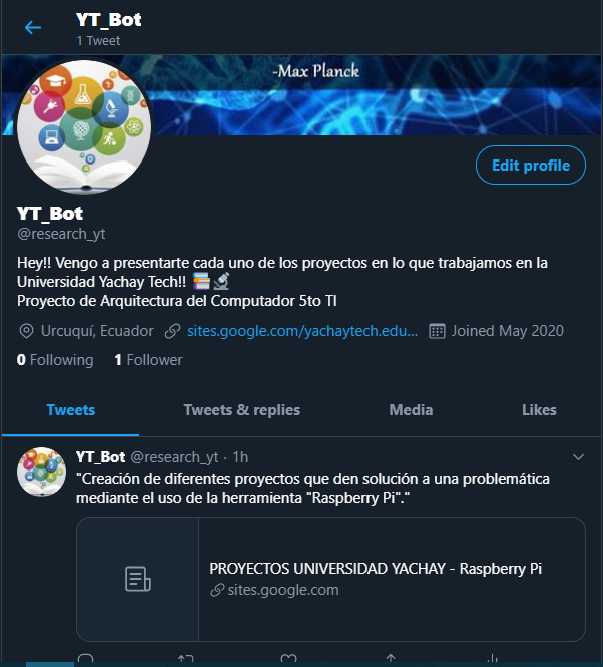 YT_Bot
1 Tweet
-Max Planck
Edit profile
YT_Bot
@research_yt
Hey!! Vengo a presentarte cada uno de los proyectos en lo que trabajamos en la
Universidad Yachay Tech!! 📚🔬
Proyecto de Arquitectura del Computador 5to TI
Urcuquí, Ecuador sites.google.com/yachaytech.edu... Joined May 2020
0 Following 1 Follower
Tweets Tweets & replies Media Likes
YT_Bot @research_yt · 1h
"Creación de diferentes proyectos que den solución a una problemática
mediante el uso de la herramienta "Raspberry Pi"."
PROYECTOS UNIVERSIDAD YACHAY - Raspberry Pi
sites.google.com